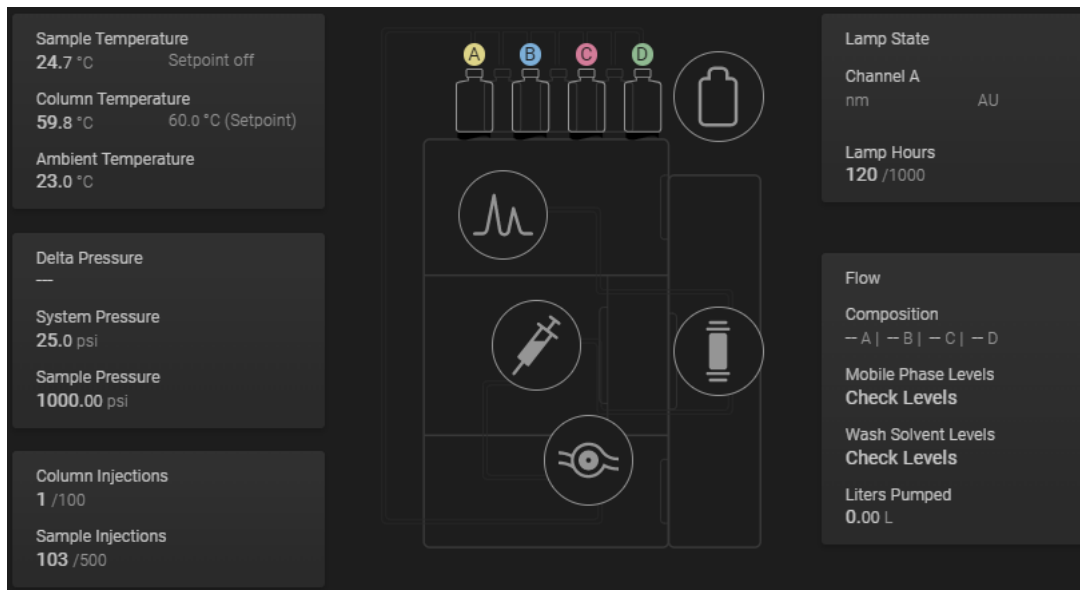 Sample Temperature
24.7 °C Setpoint off
Column Temperature
59.8 °C 60.0 °C (Setpoint)
Ambient Temperature
23.0 °C
Delta Pressure
---
System Pressure
25.0 psi
Sample Pressure
1000.00 psi
Column Injections
1 /100
Sample Injections
103 /500
A B C D
Lamp State
Channel A
nm AU
Lamp Hours
120 /1000
Flow
Composition
-- A | -- B | -- C | -- D
Mobile Phase Levels
Check Levels
Wash Solvent Levels
Check Levels
Liters Pumped
0.00 L